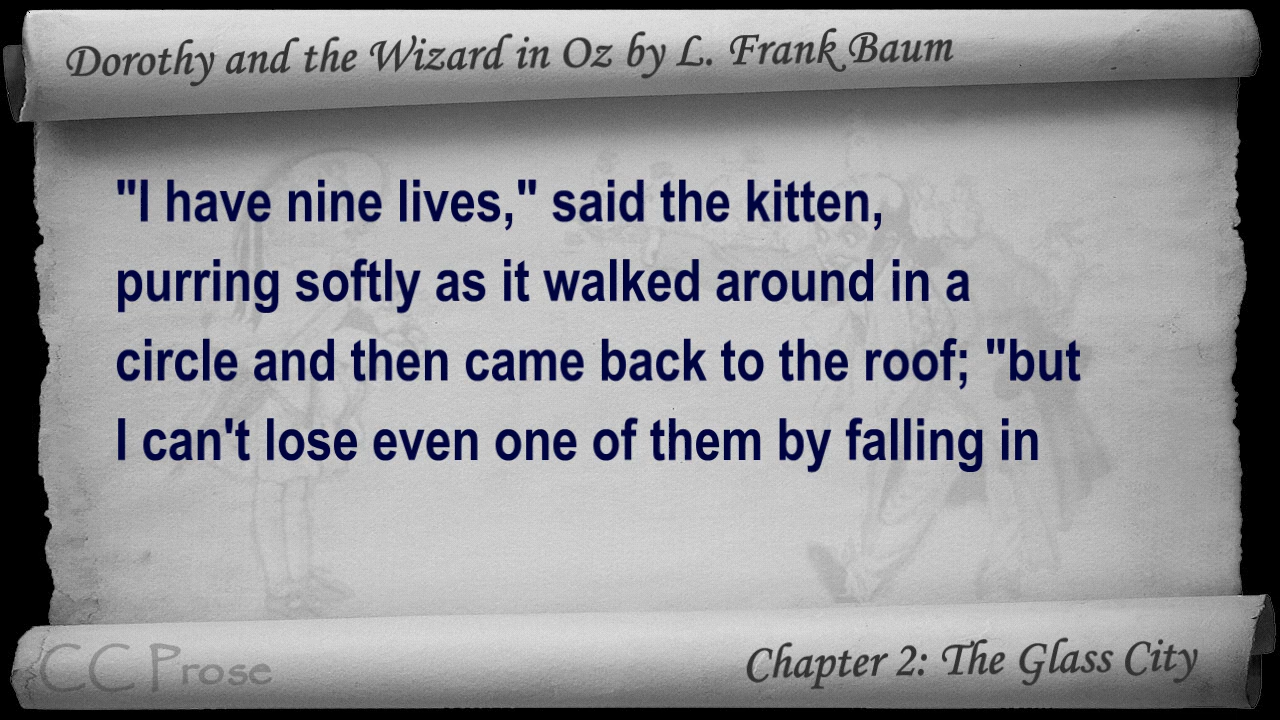 Dorothy and the Wizard in Oz by L. Frank Baum
"I have nine lives," said the kitten,
purring softly as it walked around in a
circle and then came back to the roof; "but
I can't lose even one of them by falling in
CC Prose
Chapter 2: The Glass City